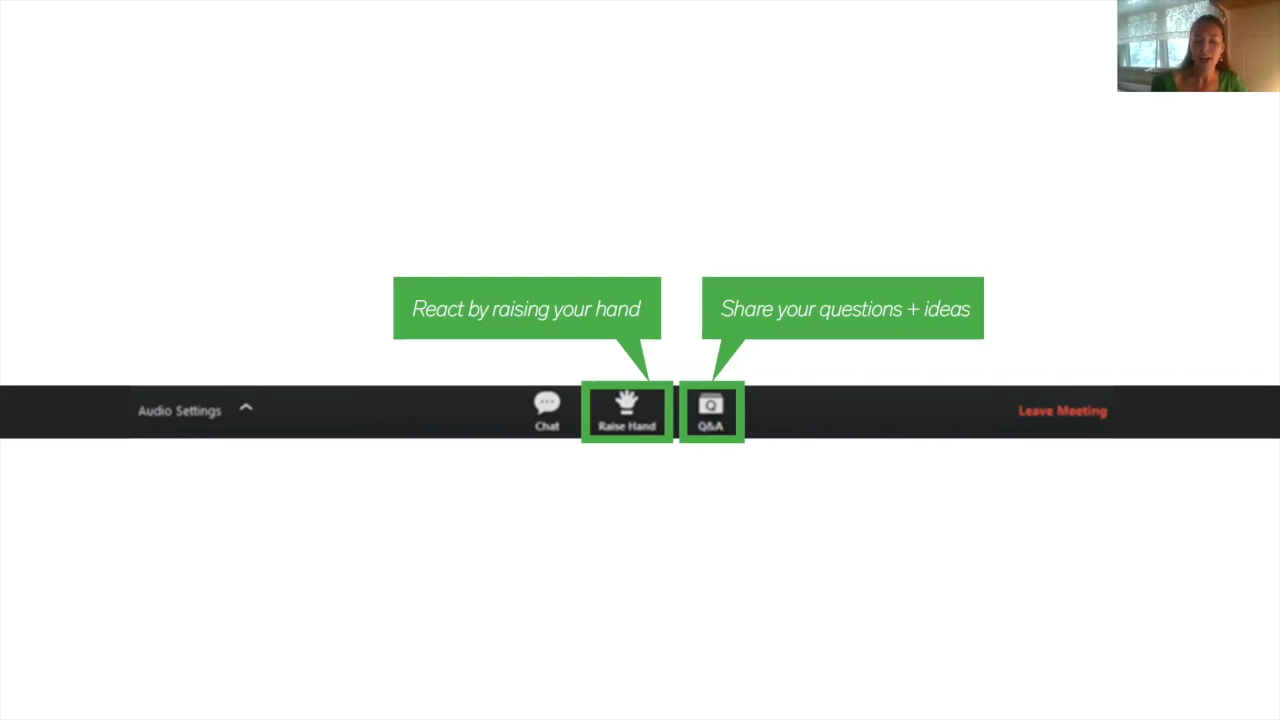 React by raising your hand
Share your questions + ideas
Audio Settings
Chat
Raise Hand
Q
Q&A
Leave Meeting